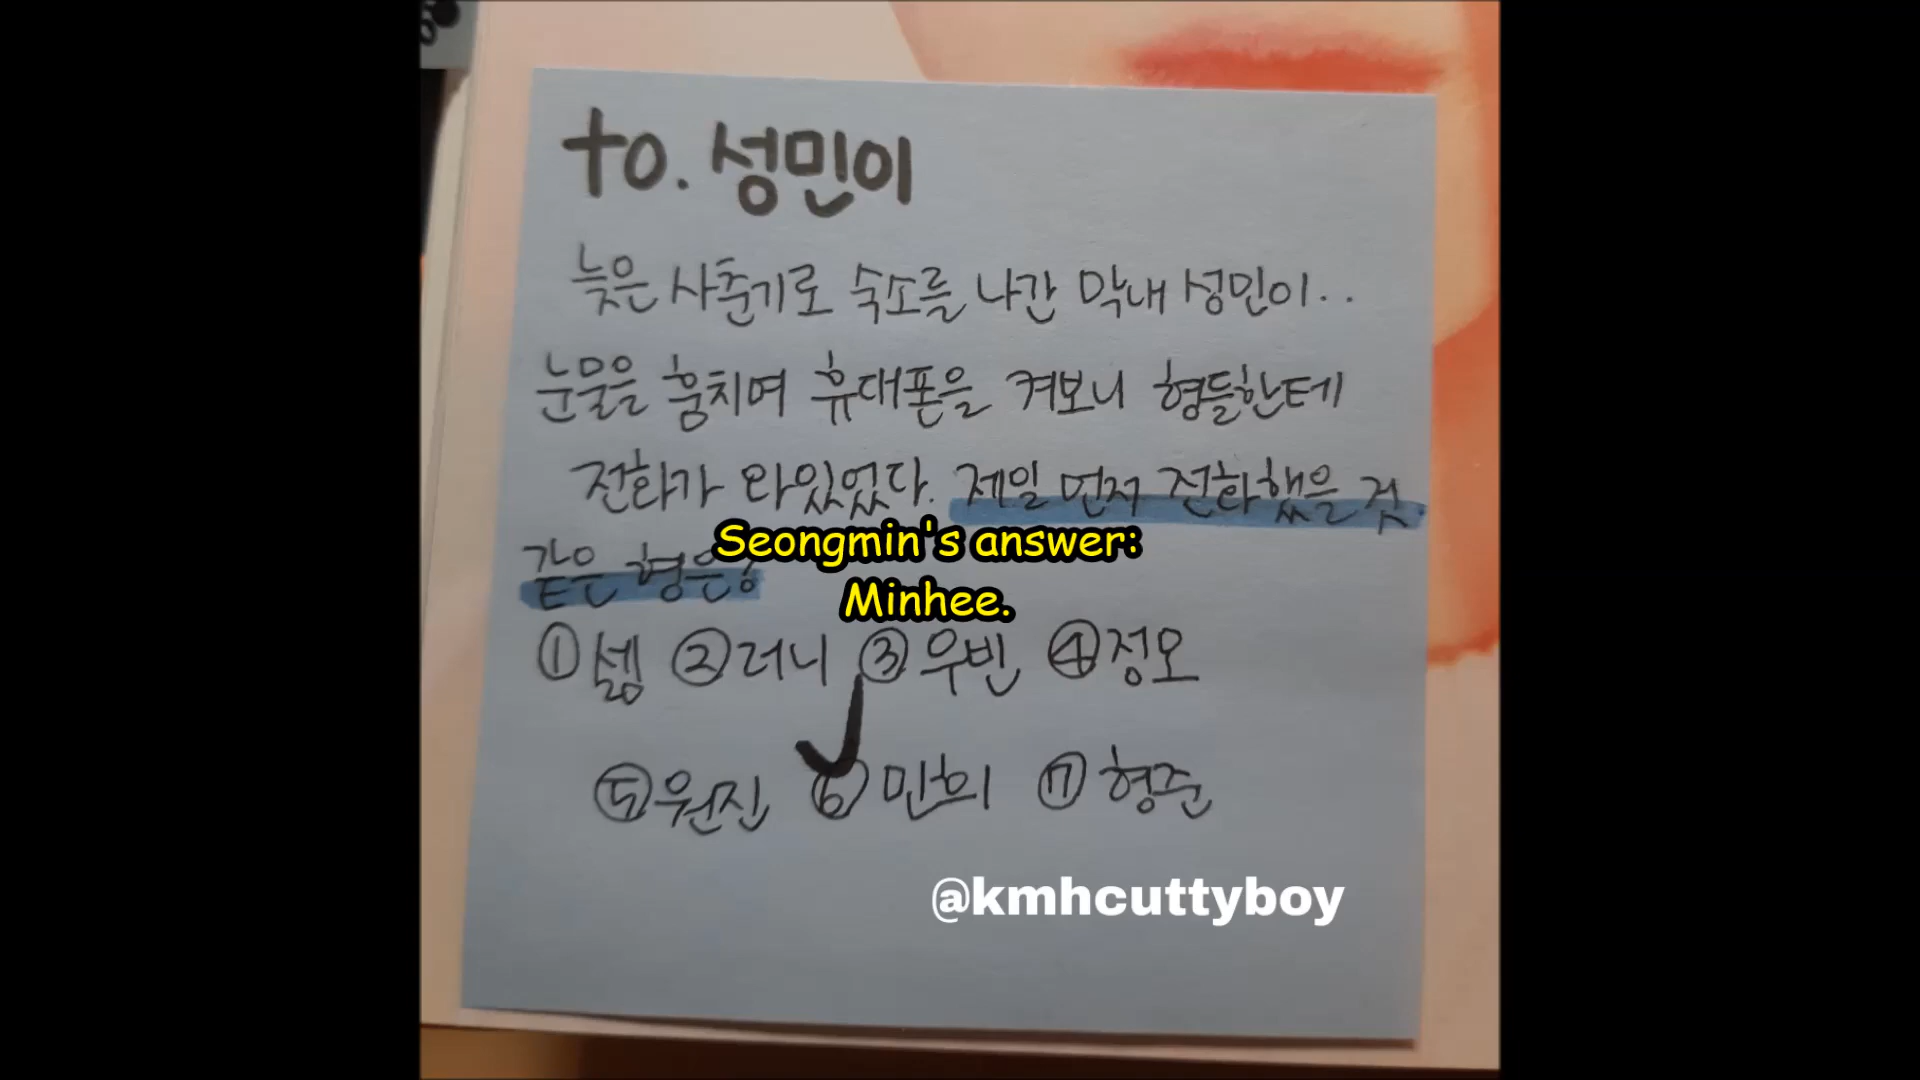 to. 성민이
늦은 사춘기로 숙소를 나간 막내 성민이..
눈물을 훔치며 휴대폰을 켜보니 형들한테
전화가 와있었다. 제일 먼저 전화했을 것
같은 형은?
Seongmin's answer:
Minhee.
① 셂 ② 러니 ③ 우빈 ④ 정모
⑤ 원진 ⑥ 민희 ⑦ 형준
@kmhcuttyboy